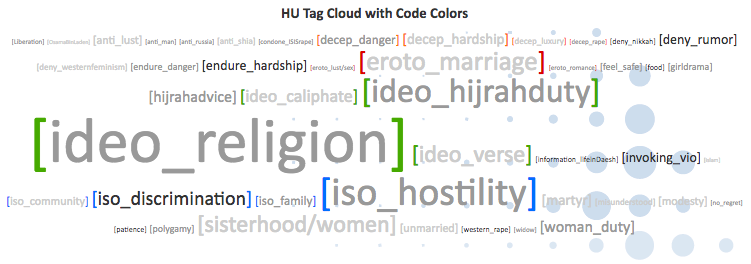 HU Tag Cloud with Code Colors
[Liberation] [OsamaBinLaden] [anti_lust] [anti_man] [anti_russia] [anti_shia] [condone_ISISrape] [decep_danger] [decep_hardship] [decep_luxury] [decep_rape] [deny_nikkah] [deny_rumor]
[deny_westernfeminism] [endure_danger] [endure_hardship] [eroto_lust/sex] [eroto_marriage] [eroto_romance] [feel_safe] [food] [girldrama]
[hijrahadvice] [ideo_caliphate] [ideo_hijrahduty]
[ideo_religion] [ideo_verse] [information_lifeinDaesh] [invoking_vio]
[iso_community] [iso_discrimination] [iso_family] [iso_hostility] [martyr] [misunderstood] [modesty] [no_regret]
[patience] [polygamy] [sisterhood/women] [unmarried] [western_rape] [widow] [woman_duty]